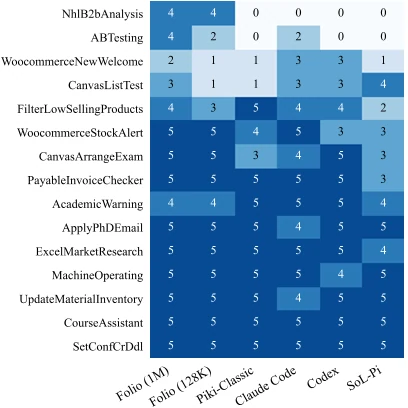 NhlB2bAnalysis 4 4 0 0 0 0
ABTesting 4 2 0 2 0 0
WoocommerceNewWelcome 2 1 1 3 3 1
CanvasListTest 3 1 1 3 3 4
FilterLowSellingProducts 4 3 5 4 4 2
WoocommerceStockAlert 5 5 4 5 3 3
CanvasArrangeExam 5 5 3 4 5 3
PayableInvoiceChecker 5 5 5 5 5 3
AcademicWarning 4 4 5 5 5 4
ApplyPhDEmail 5 5 5 4 5 5
ExcelMarketResearch 5 5 5 5 5 4
MachineOperating 5 5 5 5 4 5
UpdateMaterialInventory 5 5 5 4 5 5
CourseAssistant 5 5 5 5 5 5
SetConfCrDdl 5 5 5 5 5 5
Folio (1M) Folio (128K) Piki-Classic Claude Code Codex SoL-Pi